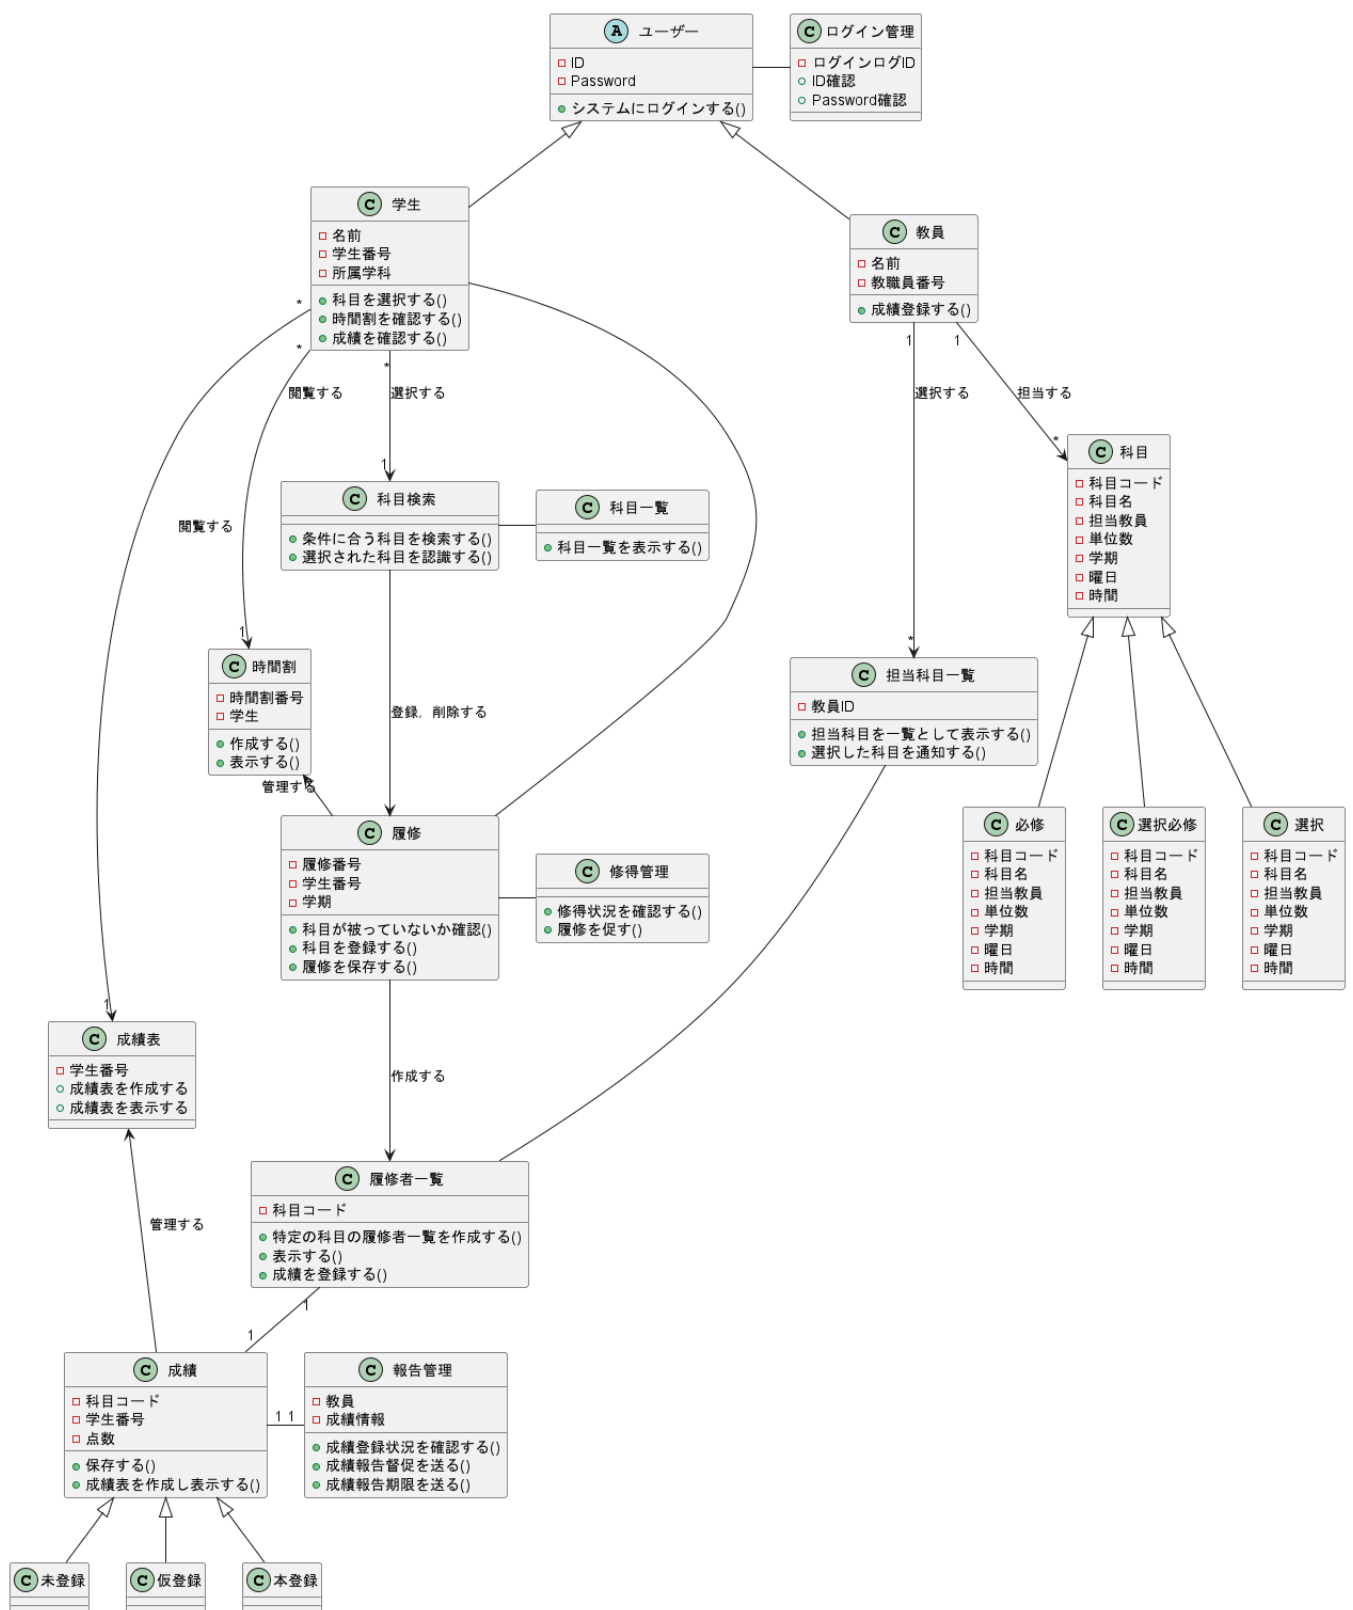 A ユーザー
ID
Password
システムにログインする()
C ログイン管理
ログインログID
ID確認
Password確認
C 学生
名前
学生番号
所属学科
科目を選択する()
時間割を確認する()
成績を確認する()
C 教員
名前
教職員番号
成績登録する()
*
*
閲覧する
*
選択する
1
選択する
1
担当する
*
閲覧する
1
C 科目検索
条件に合う科目を検索する()
選択された科目を認識する()
C 科目一覧
科目一覧を表示する()
C 科目
科目コード
科目名
担当教員
単位数
学期
曜日
時間
1
*
C 時間割
時間割番号
学生
作成する()
表示する()
登録, 削除する
C 担当科目一覧
教員ID
担当科目を一覧として表示する()
選択した科目を通知する()
管理する
C 履修
履修番号
学生番号
学期
科目が被っていないか確認()
科目を登録する()
履修を保存する()
C 修得管理
修得状況を確認する()
履修を促す()
C 必修
科目コード
科目名
担当教員
単位数
学期
曜日
時間
C 選択必修
科目コード
科目名
担当教員
単位数
学期
曜日
時間
C 選択
科目コード
科目名
担当教員
単位数
学期
曜日
時間
1
C 成績表
学生番号
成績表を作成する
成績表を表示する
作成する
C 履修者一覧
科目コード
特定の科目の履修者一覧を作成する()
表示する()
成績を登録する()
管理する
1
1
C 成績
科目コード
学生番号
点数
保存する()
成績表を作成し表示する()
1 1
C 報告管理
教員
成績情報
成績登録状況を確認する()
成績報告督促を送る()
成績報告期限を送る()
C 未登録
C 仮登録
C 本登録